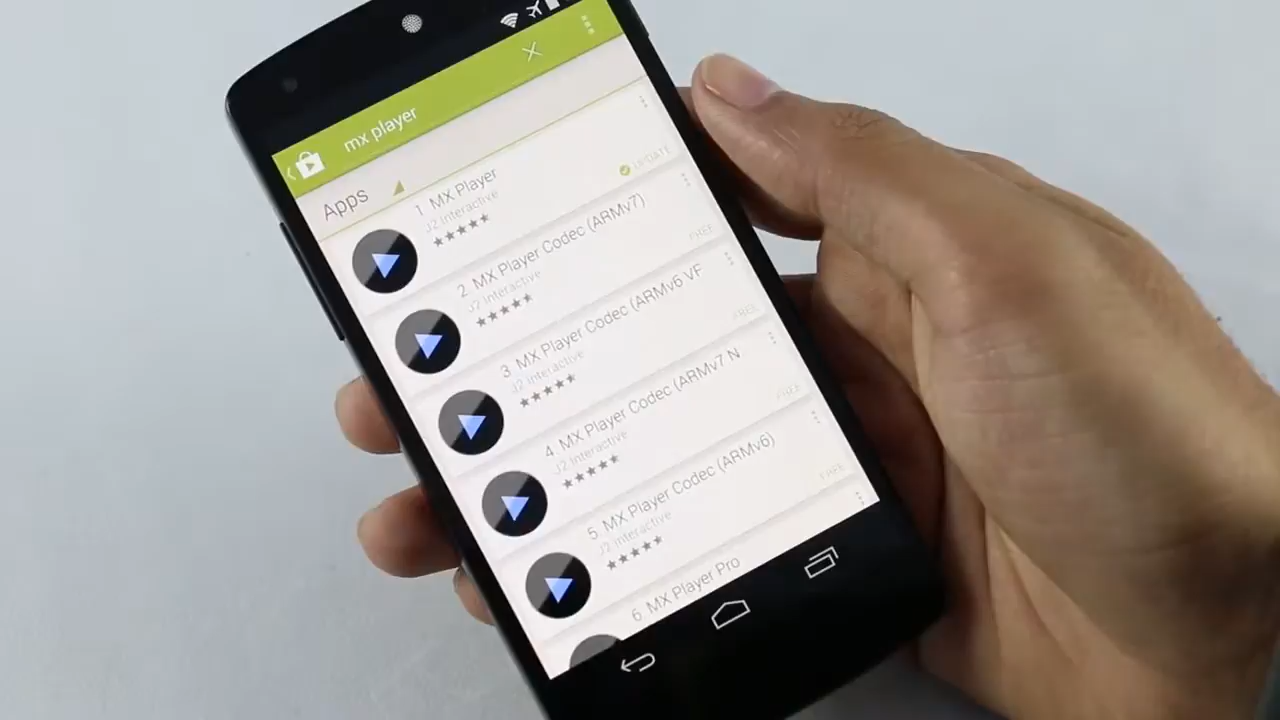 mx player
Apps
1. MX Player
J2 Interactive
UPDATE
2. MX Player Codec (ARMv7)
J2 Interactive
FREE
3. MX Player Codec (ARMv6 VF
J2 Interactive
FREE
4. MX Player Codec (ARMv7 N
J2 Interactive
FREE
5. MX Player Codec (ARMv6)
J2 Interactive
FREE
6. MX Player Pro